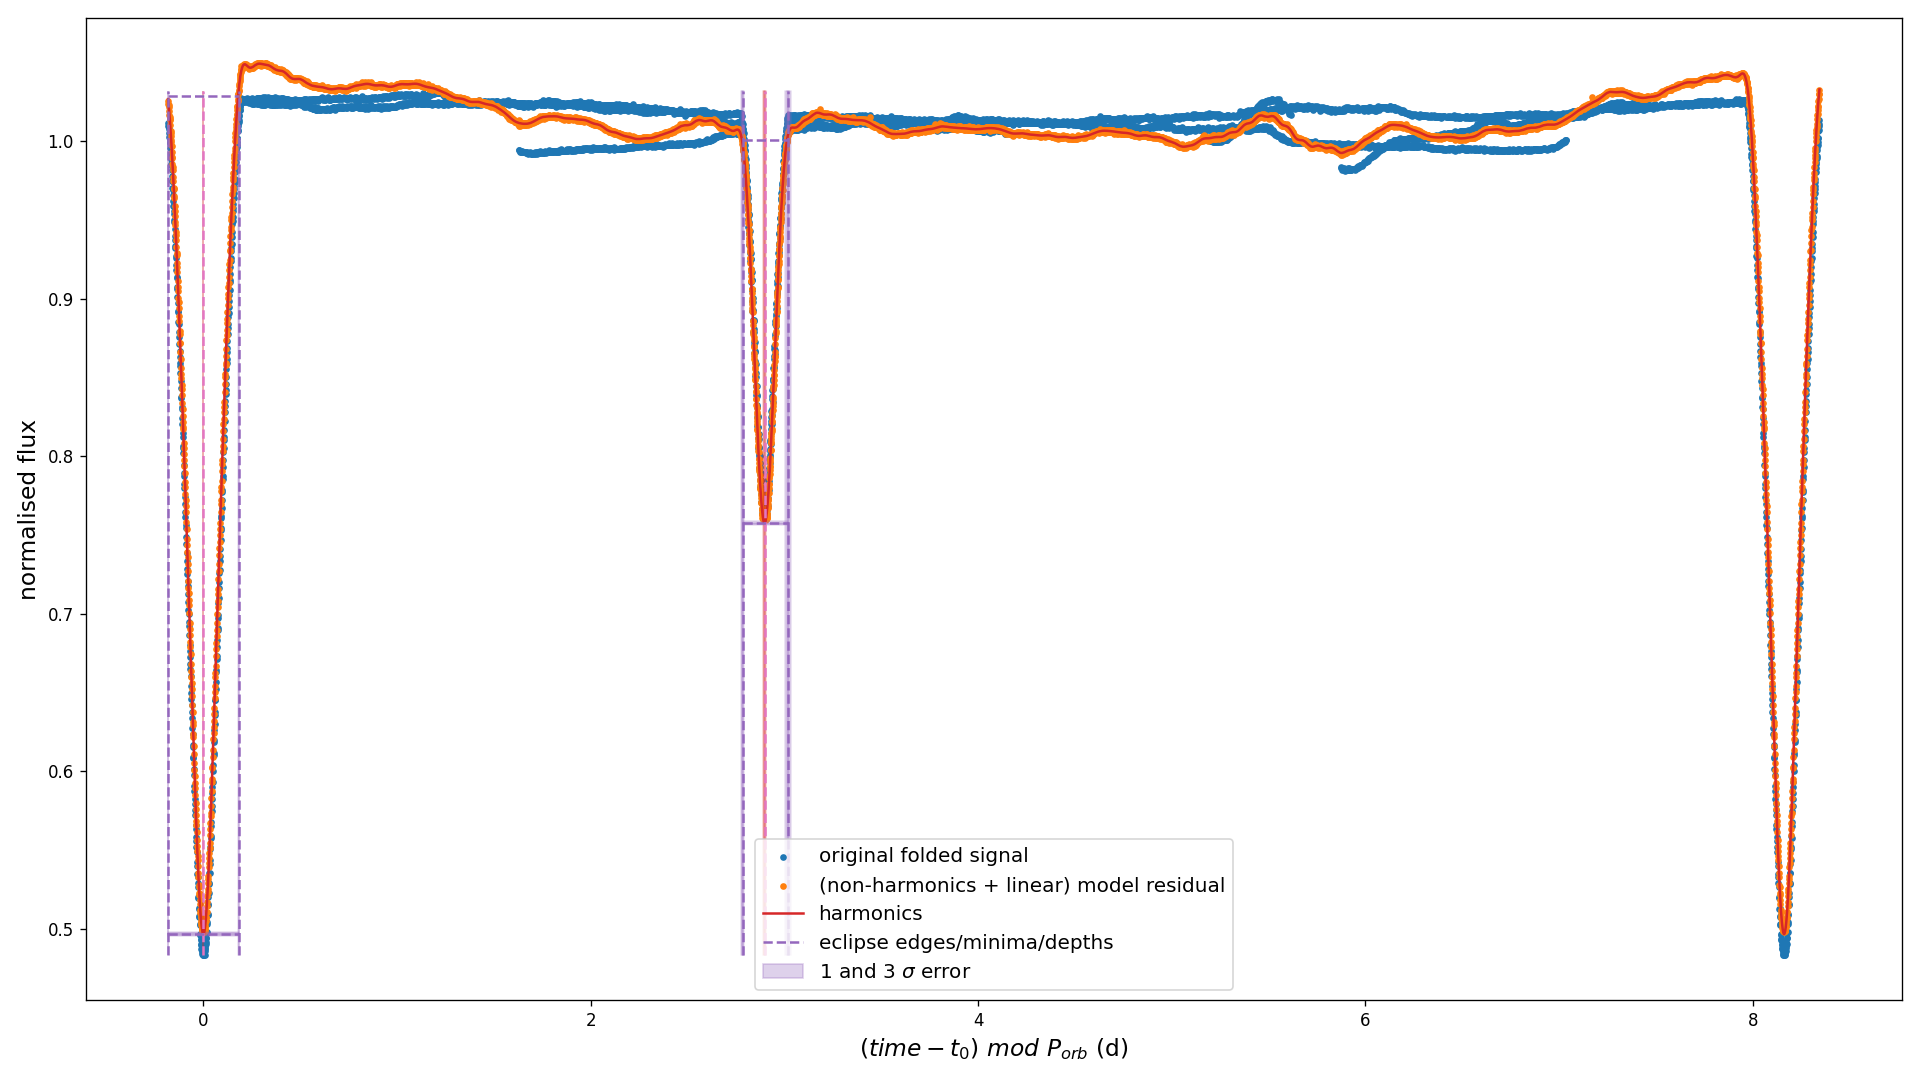 normalised flux
1.0
0.9
0.8
0.7
0.6
0.5
0
2
4
6
8
(time − t₀) mod Pₒᵣb (d)
original folded signal
(non-harmonics + linear) model residual
harmonics
eclipse edges/minima/depths
1 and 3 σ error